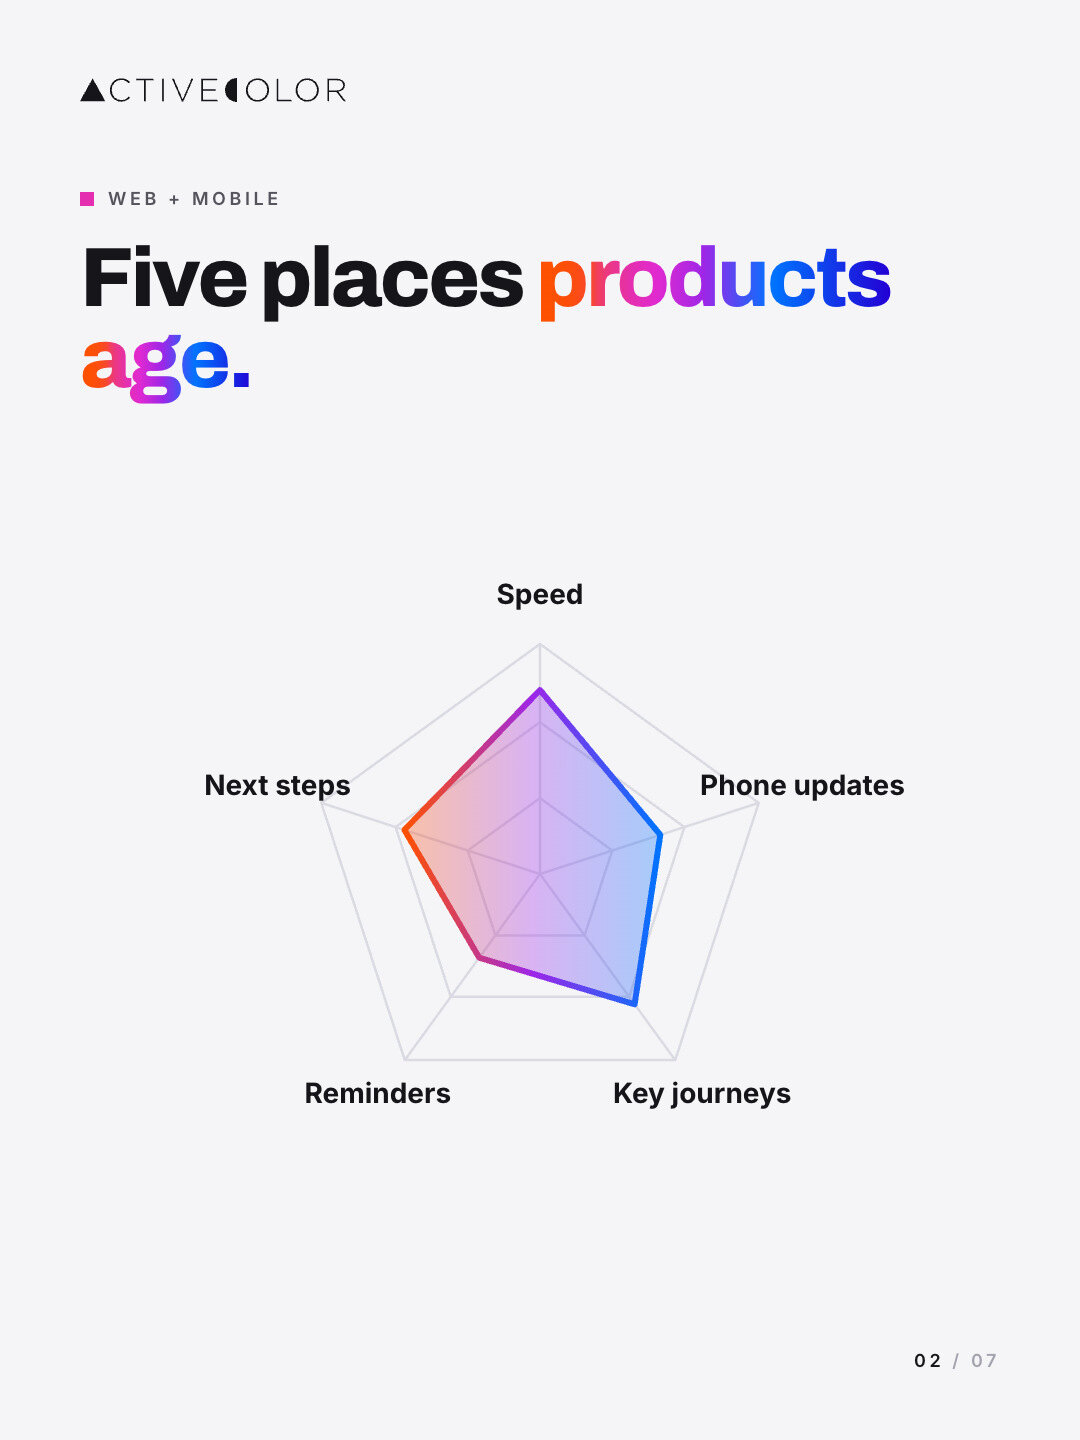 ACTIVECOLOR
WEB + MOBILE
Five places products
age.
Speed
Next steps
Phone updates
Reminders
Key journeys
02 / 07